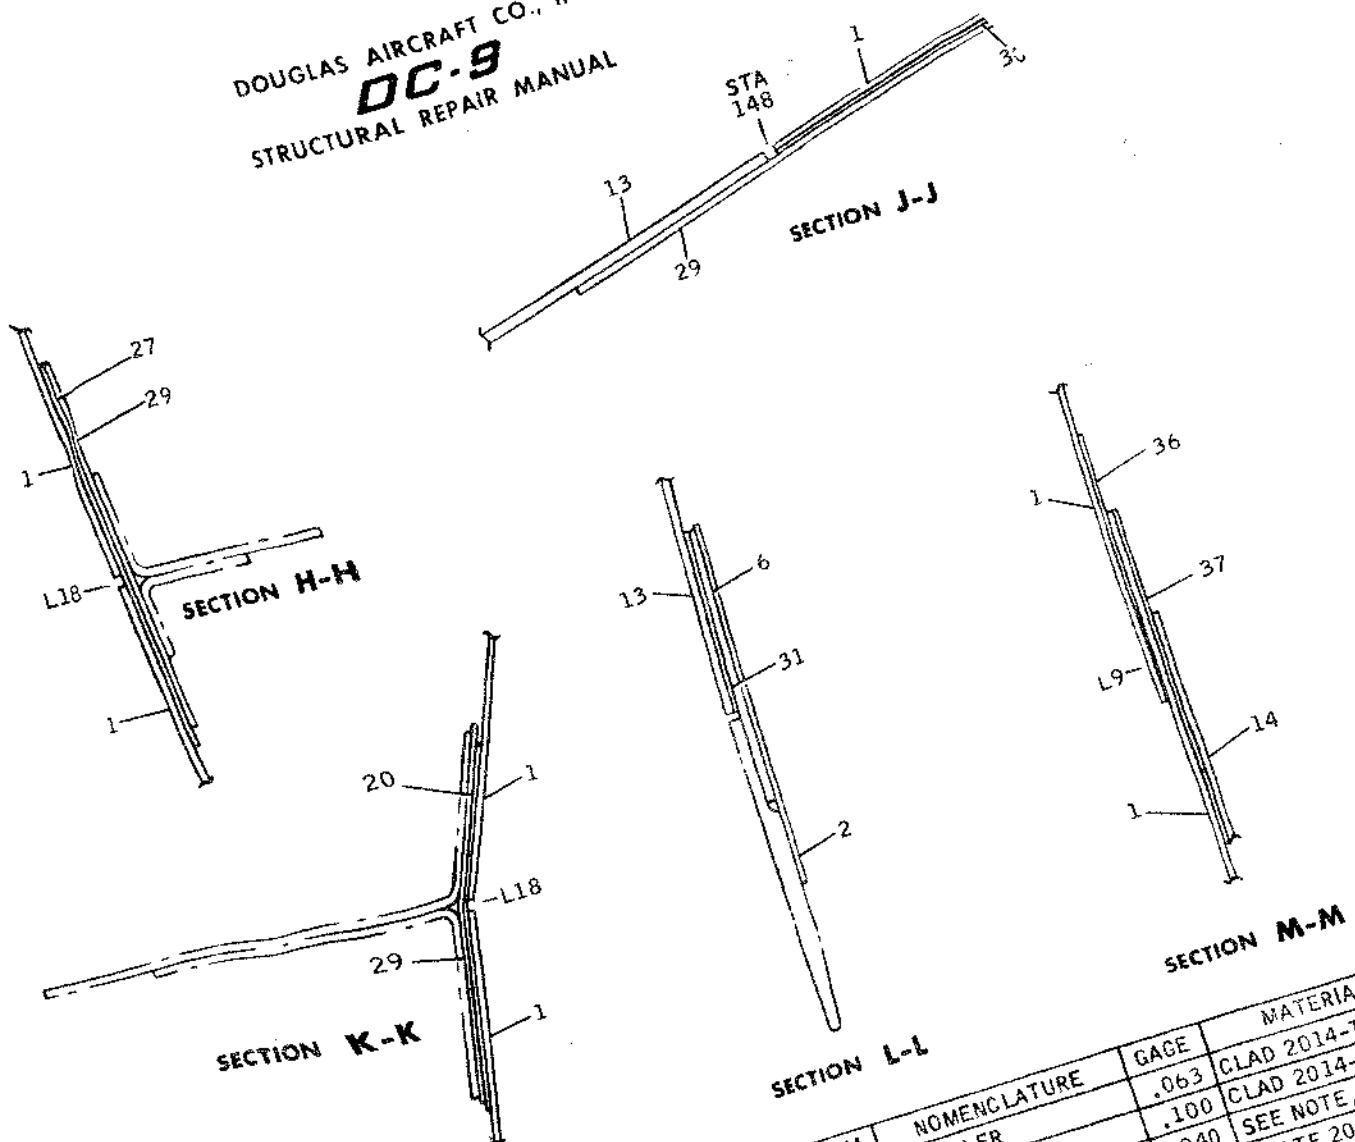 DOUGLAS AIRCRAFT CO.,
DC-9
STRUCTURAL REPAIR MANUAL
STA
148
1
13
29
SECTION J-J
27
29
1
L18
1
SECTION H-H
20
1
L18
29
1
SECTION K-K
6
13
31
2
SECTION L-L
36
1
37
L9
14
1
SECTION M-M
NOMENCLATURE GAGE
.063 CLAD 2014-
.100 CLAD 2014-
SEE NOTE